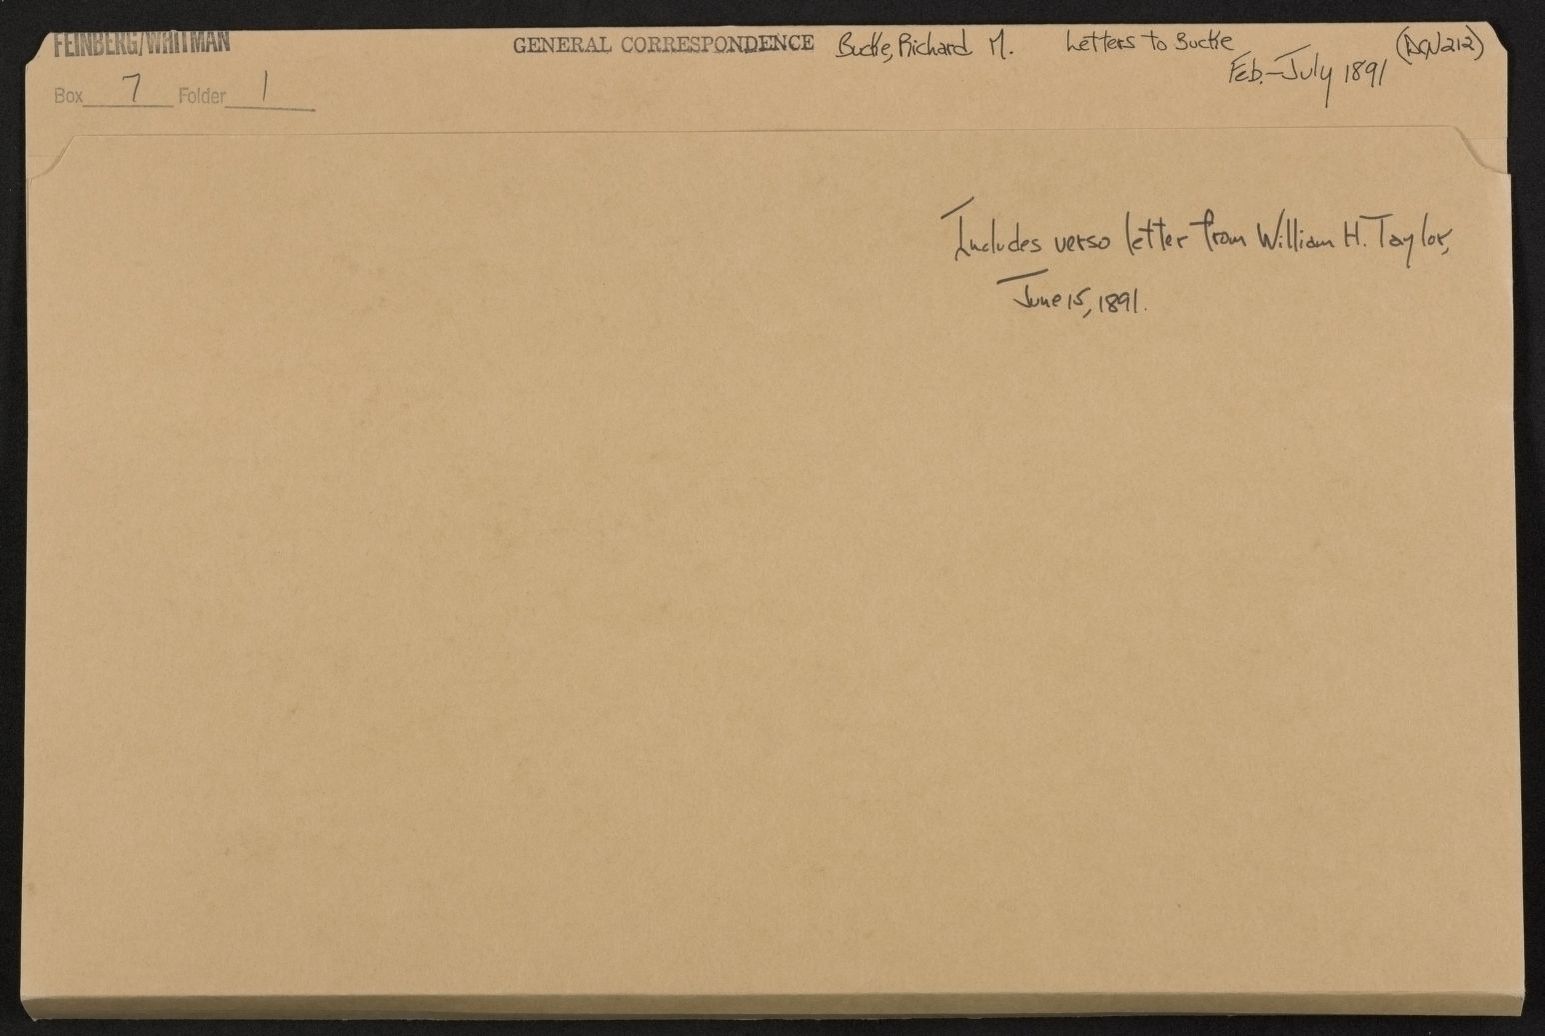 FEINBERG/WHITMAN GENERAL CORRESPONDENCE Bucke, Richard M. Letters to Bucke (DCN212)
Feb.–July 1891
Box 7 Folder 1
Includes verso letter from William H. Taylor,
June 15, 1891.